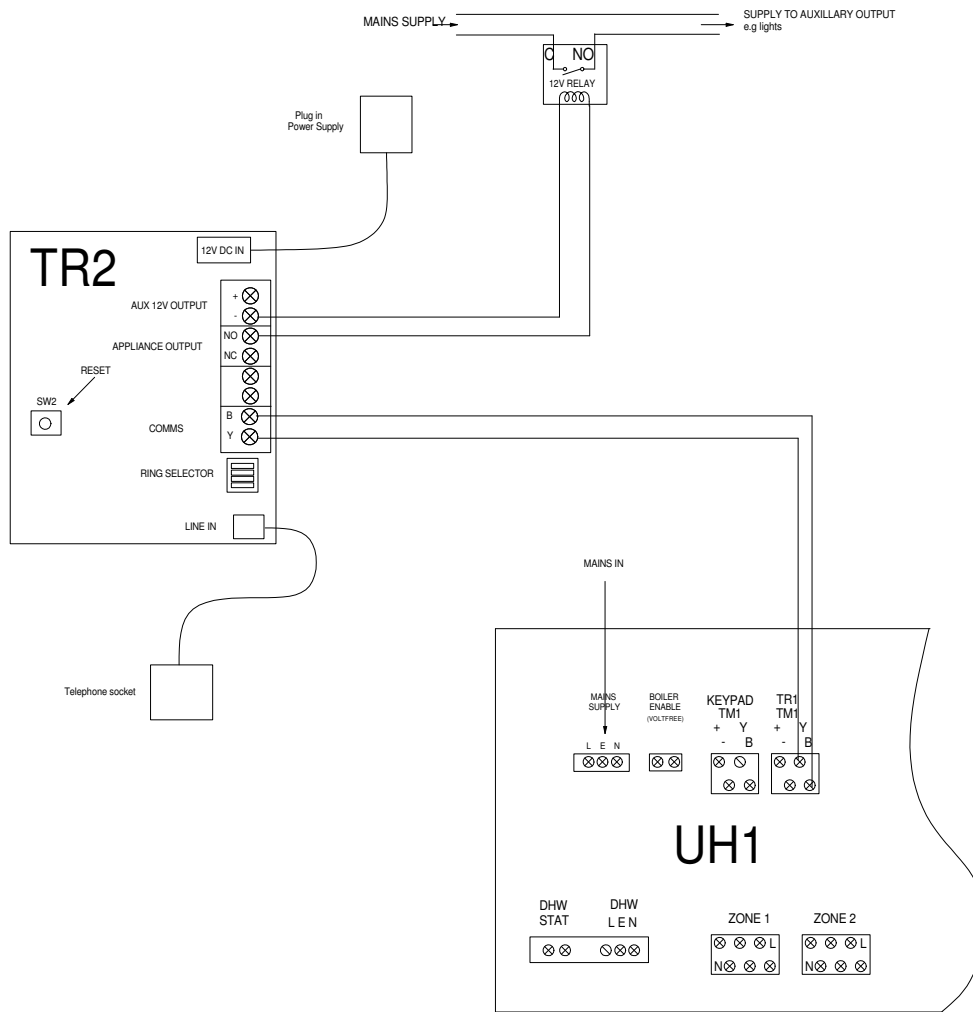 MAINS SUPPLY
SUPPLY TO AUXILLARY OUTPUT
e.g lights
C NO
12V RELAY
Plug in
Power Supply
TR2
12V DC IN
AUX 12V OUTPUT
+
-
APPLIANCE OUTPUT
NO
NC
RESET
SW2
COMMS
B
Y
RING SELECTOR
LINE IN
Telephone socket
MAINS IN
MAINS
SUPPLY
L E N
BOILER
ENABLE
(VOLTFREE)
KEYPAD
TM1
+ Y
- B
TR1
TM1
+ Y
- B
UH1
DHW
STAT
DHW
L E N
ZONE 1
L
N
ZONE 2
L
N